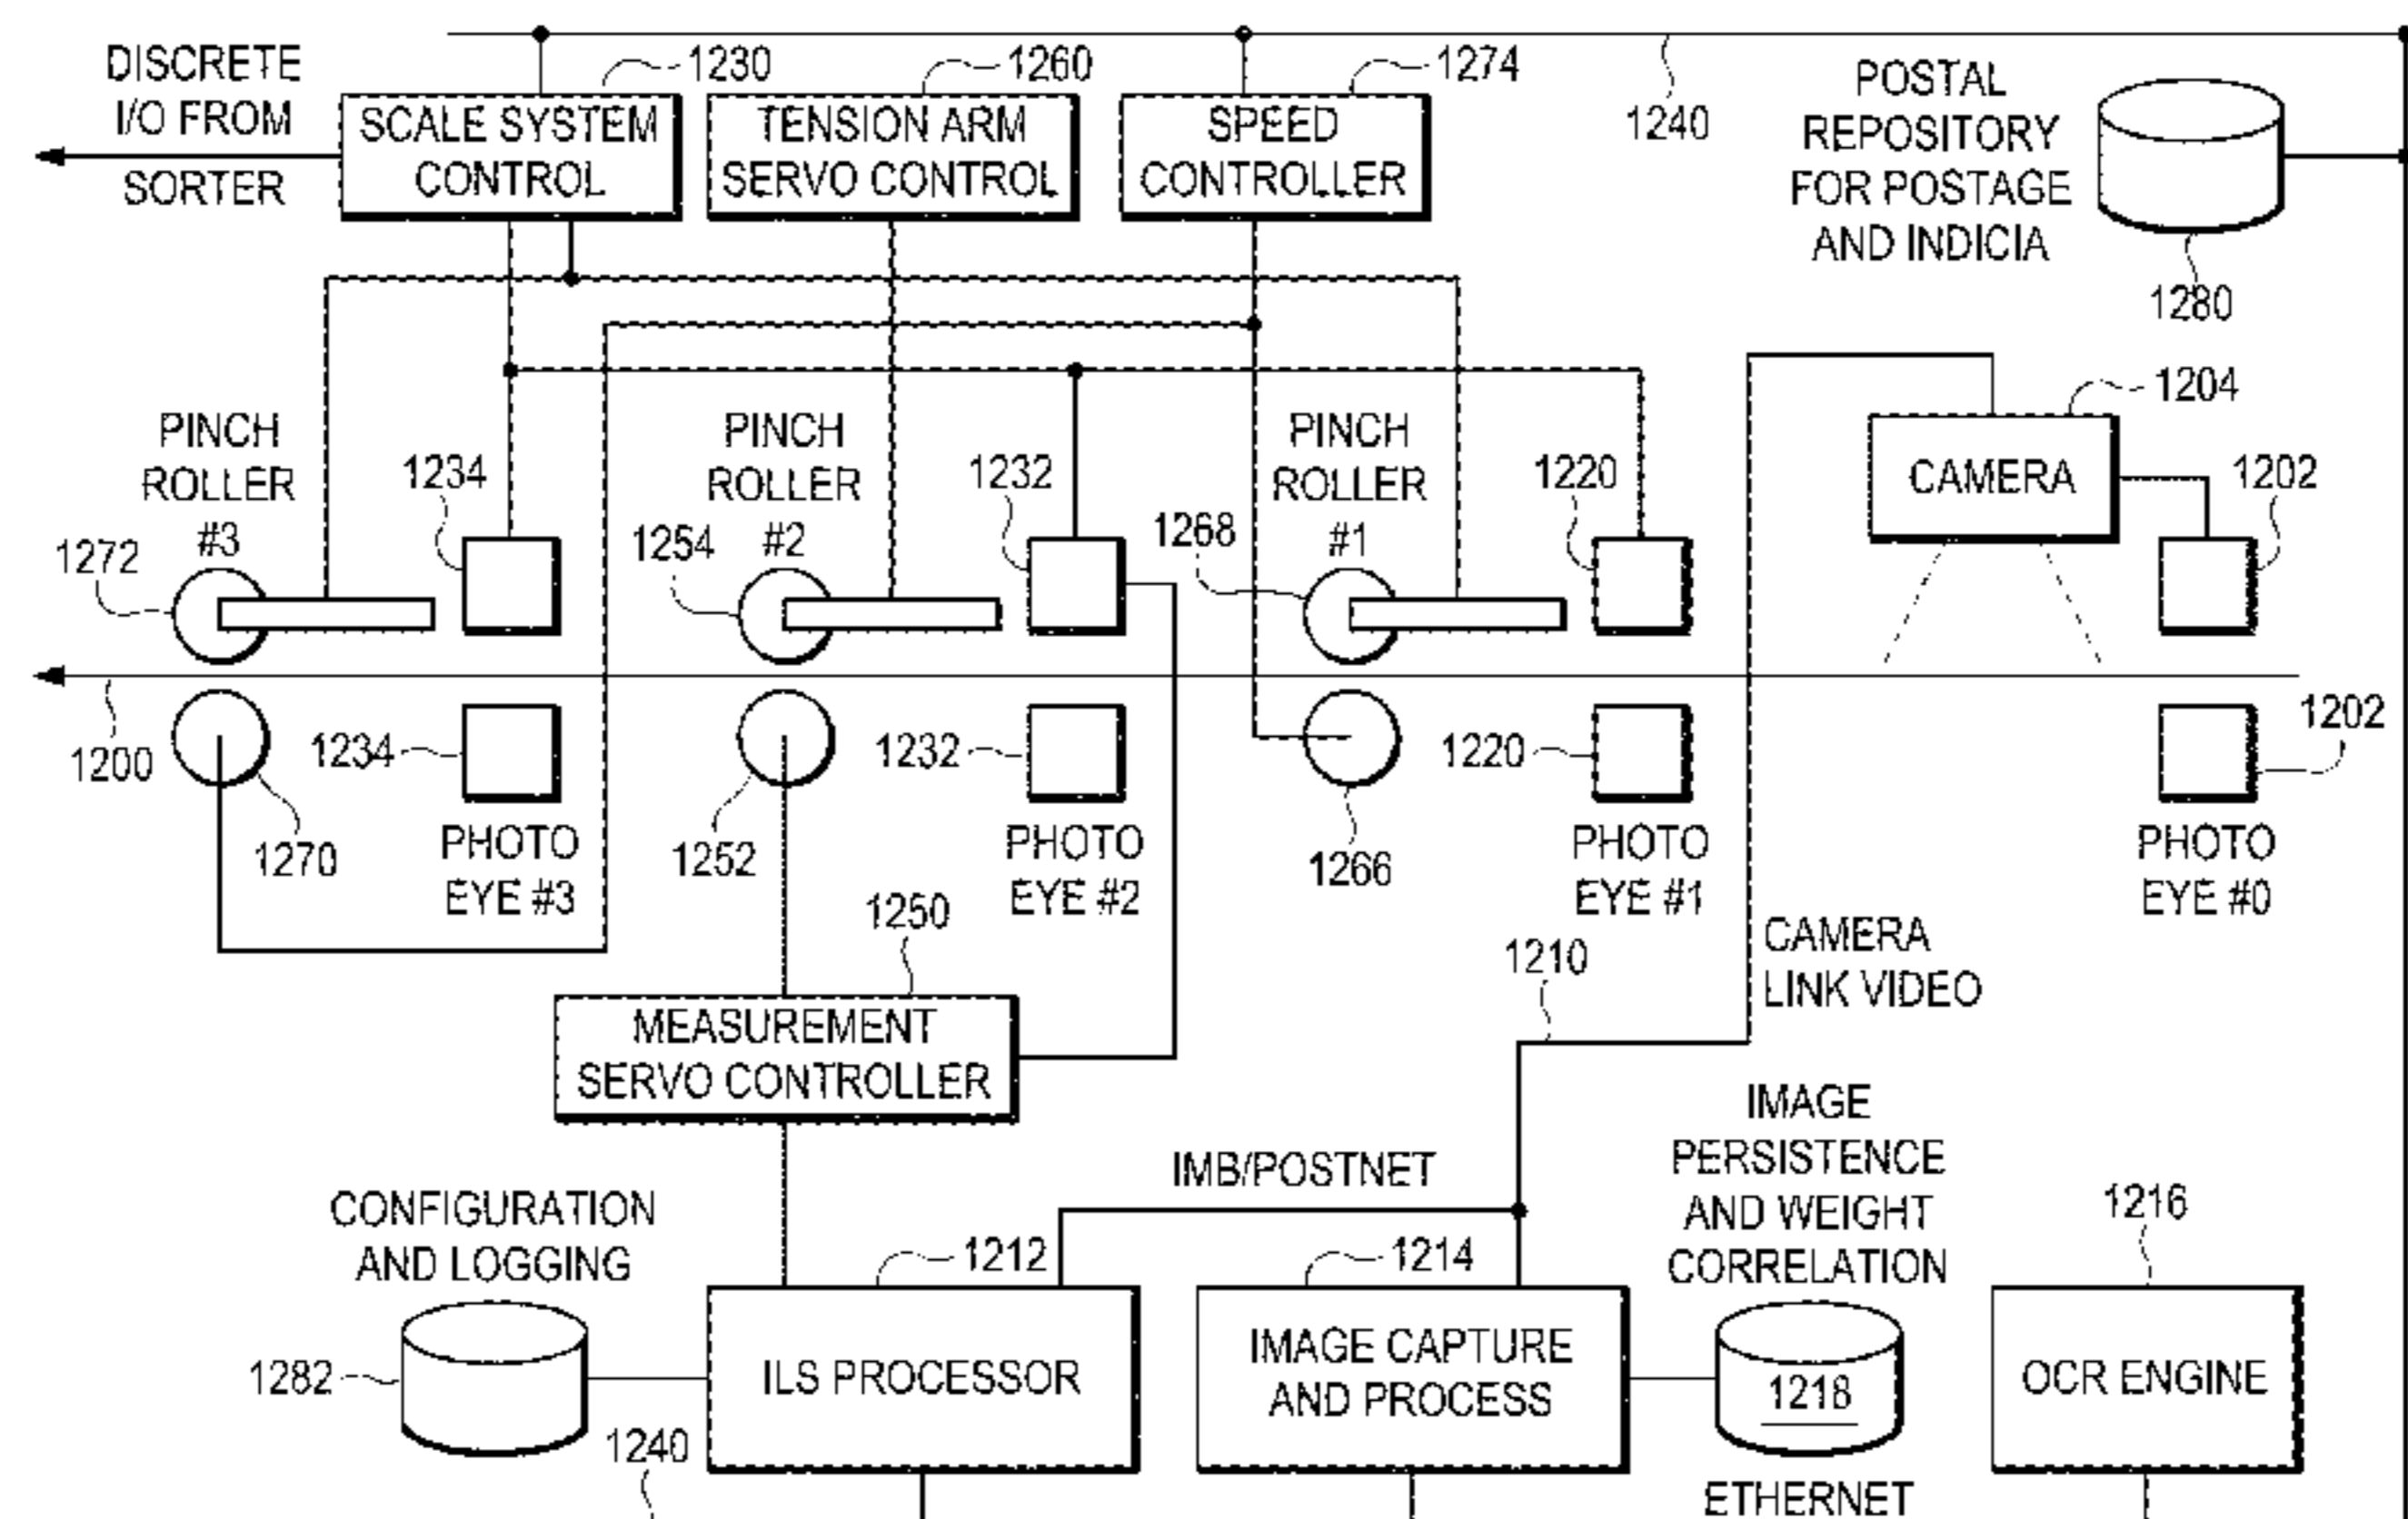 DISCRETE
I/O FROM
SORTER
1230
SCALE SYSTEM
CONTROL
1260
TENSION ARM
SERVO CONTROL
1274
SPEED
CONTROLLER
1240
POSTAL
REPOSITORY
FOR POSTAGE
AND INDICIA
1280
1204
CAMERA
PINCH
ROLLER
#3
1272
1234
PINCH
ROLLER
#2
1254
1232
PINCH
ROLLER
#1
1268
1220
1202
1200
1270
1234
PHOTO
EYE #3
1252
1232
PHOTO
EYE #2
1266
1220
PHOTO
EYE #1
1202
PHOTO
EYE #0
1250
MEASUREMENT
SERVO CONTROLLER
1210
CAMERA
LINK VIDEO
IMB/POSTNET
IMAGE
PERSISTENCE
AND WEIGHT
CORRELATION
CONFIGURATION
AND LOGGING
1282
1212
ILS PROCESSOR
1214
IMAGE CAPTURE
AND PROCESS
1218
1216
OCR ENGINE
1240
ETHERNET